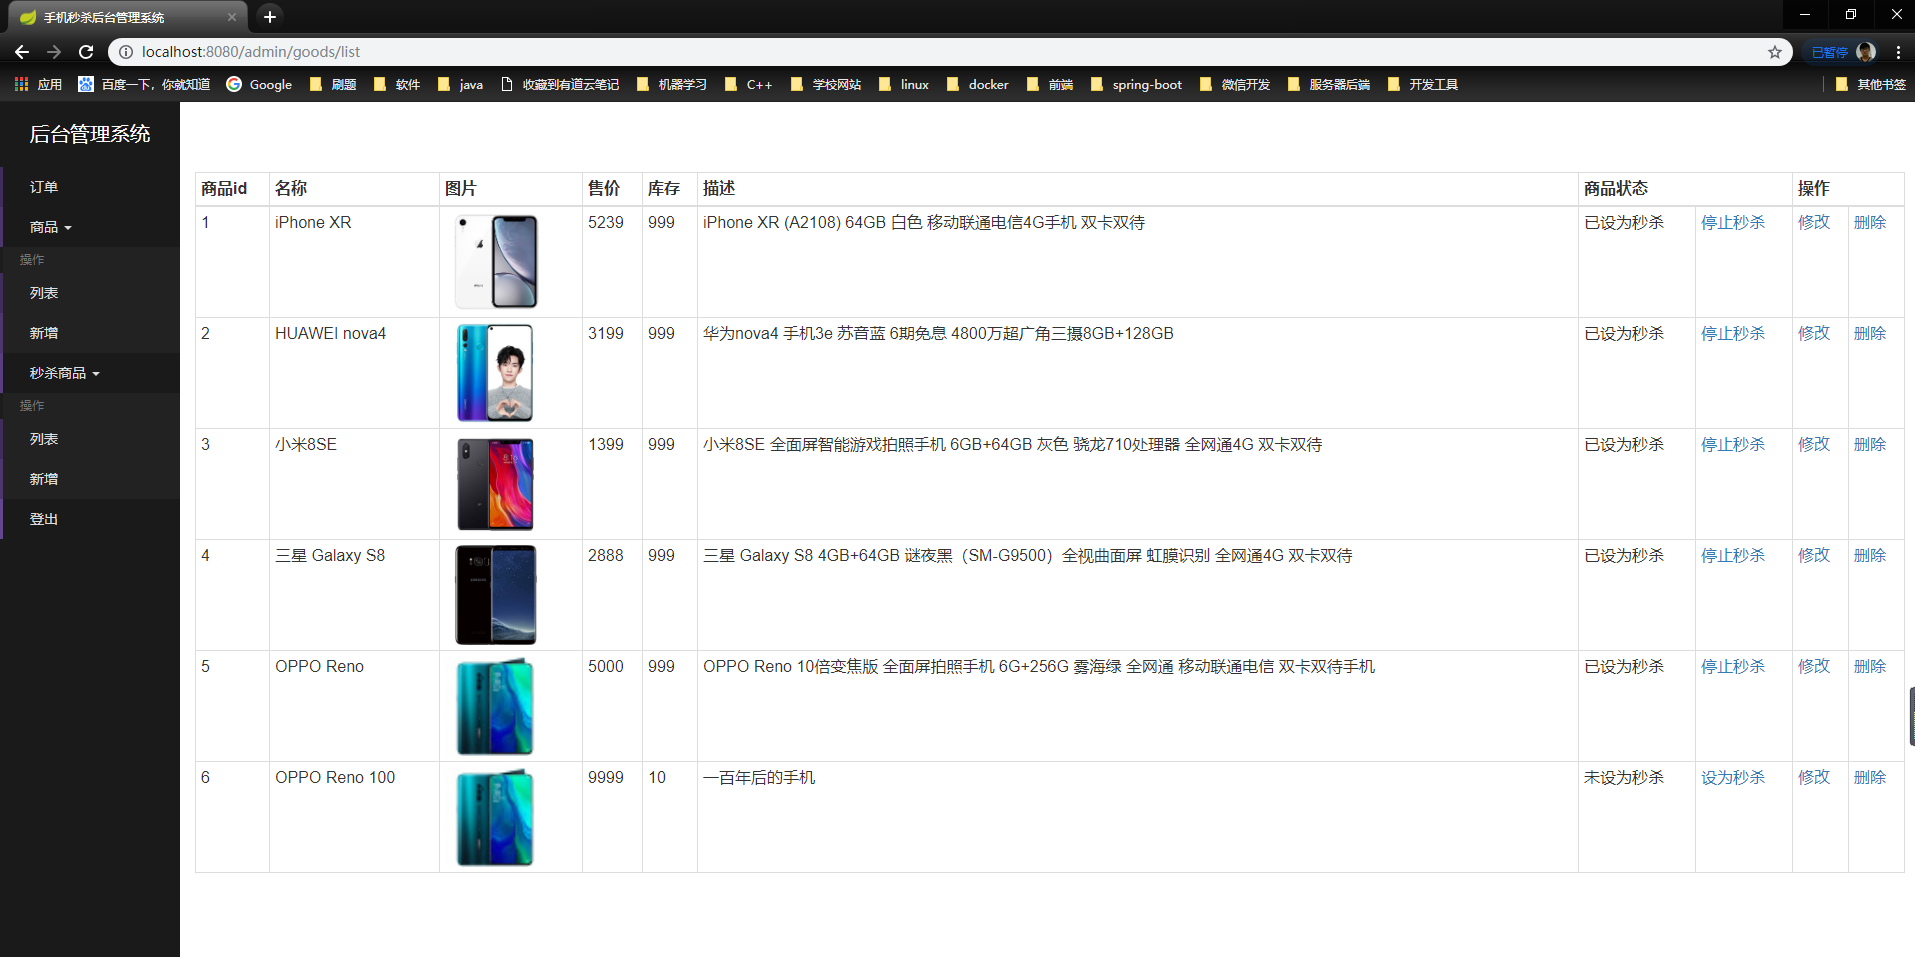 手机秒杀后台管理系统
localhost:8080/admin/goods/list
已暂停
应用 百度一下，你就知道 Google 刷题 软件 java 收藏到有道云笔记 机器学习 C++ 学校网站 linux docker 前端 spring-boot 微信开发 服务器后端 开发工具 其他书签
后台管理系统
订单
商品
操作
列表
新增
秒杀商品
操作
列表
新增
登出
商品id 名称 图片 售价 库存 描述 商品状态 操作
1 iPhone XR 5239 999 iPhone XR (A2108) 64GB 白色 移动联通电信4G手机 双卡双待 已设为秒杀 停止秒杀 修改 删除
2 HUAWEI nova4 3199 999 华为nova4 手机3e 苏音蓝 6期免息 4800万超广角三摄8GB+128GB 已设为秒杀 停止秒杀 修改 删除
3 小米8SE 1399 999 小米8SE 全面屏智能游戏拍照手机 6GB+64GB 灰色 骁龙710处理器 全网通4G 双卡双待 已设为秒杀 停止秒杀 修改 删除
4 三星 Galaxy S8 2888 999 三星 Galaxy S8 4GB+64GB 谜夜黑（SM-G9500）全视曲面屏 虹膜识别 全网通4G 双卡双待 已设为秒杀 停止秒杀 修改 删除
5 OPPO Reno 5000 999 OPPO Reno 10倍变焦版 全面屏拍照手机 6G+256G 雾海绿 全网通 移动联通电信 双卡双待手机 已设为秒杀 停止秒杀 修改 删除
6 OPPO Reno 100 9999 10 一百年后的手机 未设为秒杀 设为秒杀 修改 删除